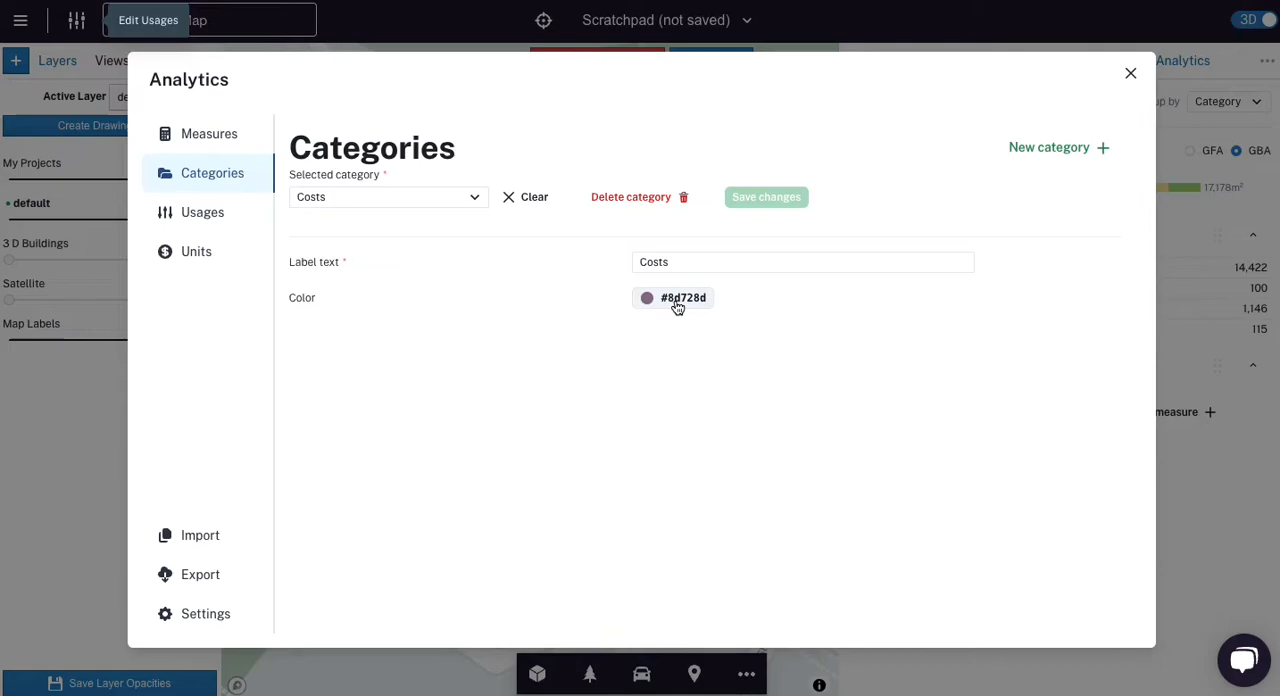 Edit Usages
Map
Scratchpad (not saved)
3D
Layers
Views
Analytics
Active Layer
de
Create Drawin
My Projects
default
3 D Buildings
Satellite
Map Labels
Save Layer Opacities
Analytics
Measures
Categories
Usages
Units
Import
Export
Settings
Categories
New category
Selected category *
Costs
Clear
Delete category
Save changes
Label text *
Costs
Color
#8d728d
up by
Category
GFA
GBA
17,178m²
14,422
100
1,146
115
measure